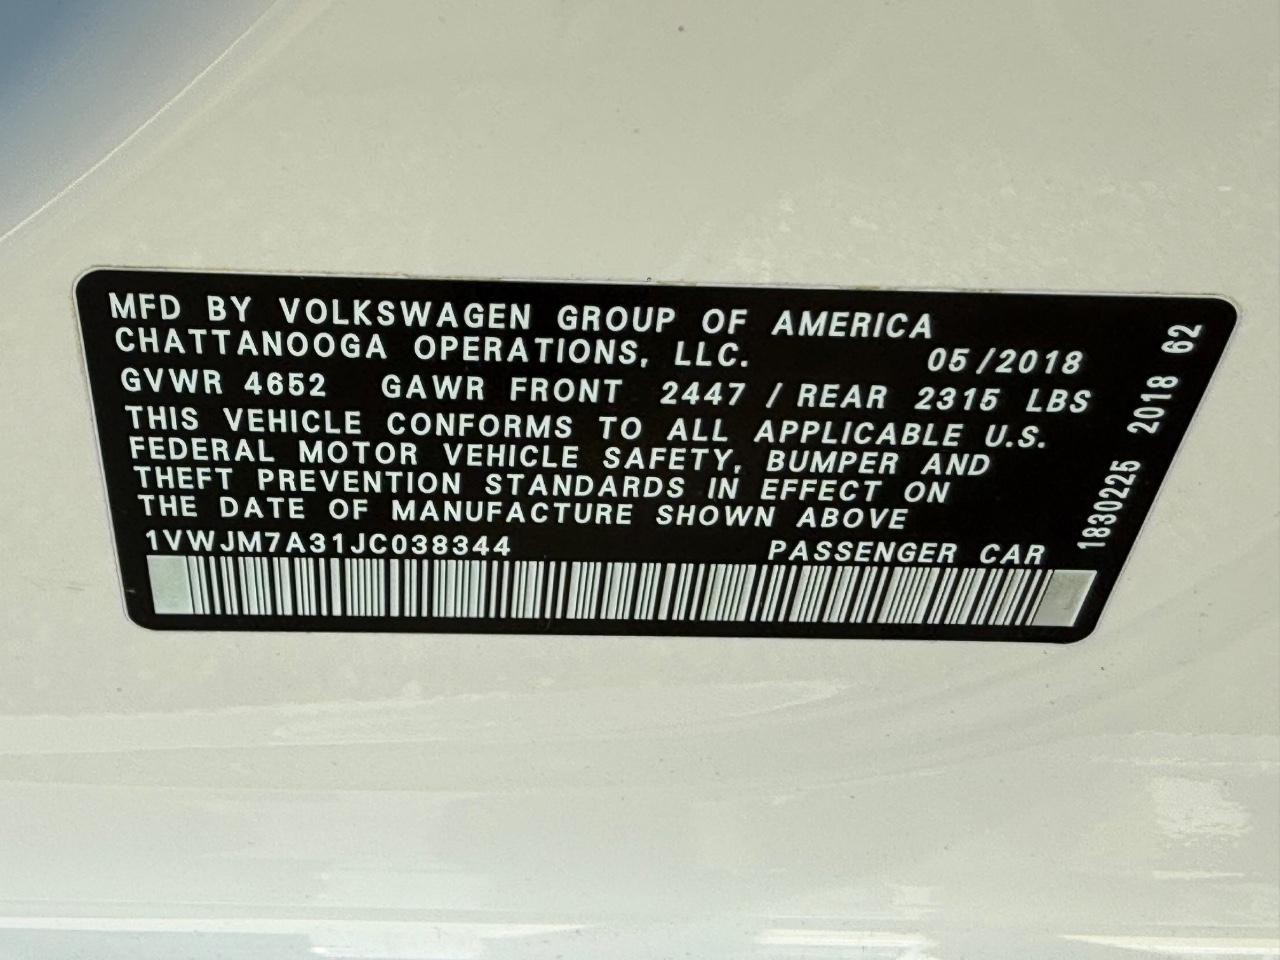 MFD BY VOLKSWAGEN GROUP OF AMERICA
CHATTANOOGA OPERATIONS, LLC. 05/2018
GVWR 4652 GAWR FRONT 2447 / REAR 2315 LBS
THIS VEHICLE CONFORMS TO ALL APPLICABLE U.S.
FEDERAL MOTOR VEHICLE SAFETY, BUMPER AND
THEFT PREVENTION STANDARDS IN EFFECT ON
THE DATE OF MANUFACTURE SHOWN ABOVE
1VWJM7A31JC038344 PASSENGER CAR
1830225 2018 62